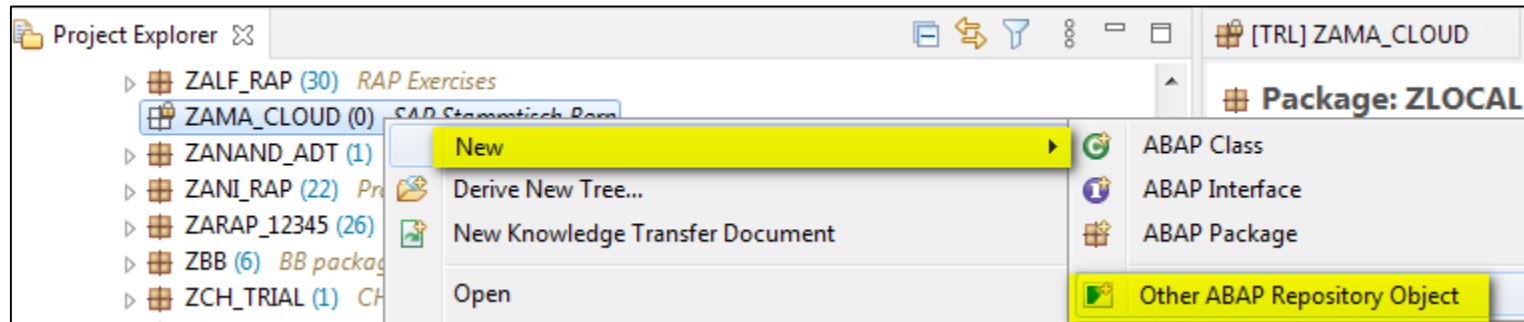 Project Explorer
[TRL] ZAMA_CLOUD
ZALF_RAP (30) RAP Exercises
Package: ZLOCAL
ZAMA_CLOUD (0) SAP Stammtisch Bern
New
ABAP Class
ZANAND_ADT (1)
Derive New Tree...
ABAP Interface
ZANI_RAP (22)
New Knowledge Transfer Document
ABAP Package
ZARAP_12345 (26)
ZBB (6) BB packag
Open
Other ABAP Repository Object
ZCH_TRIAL (1) CH